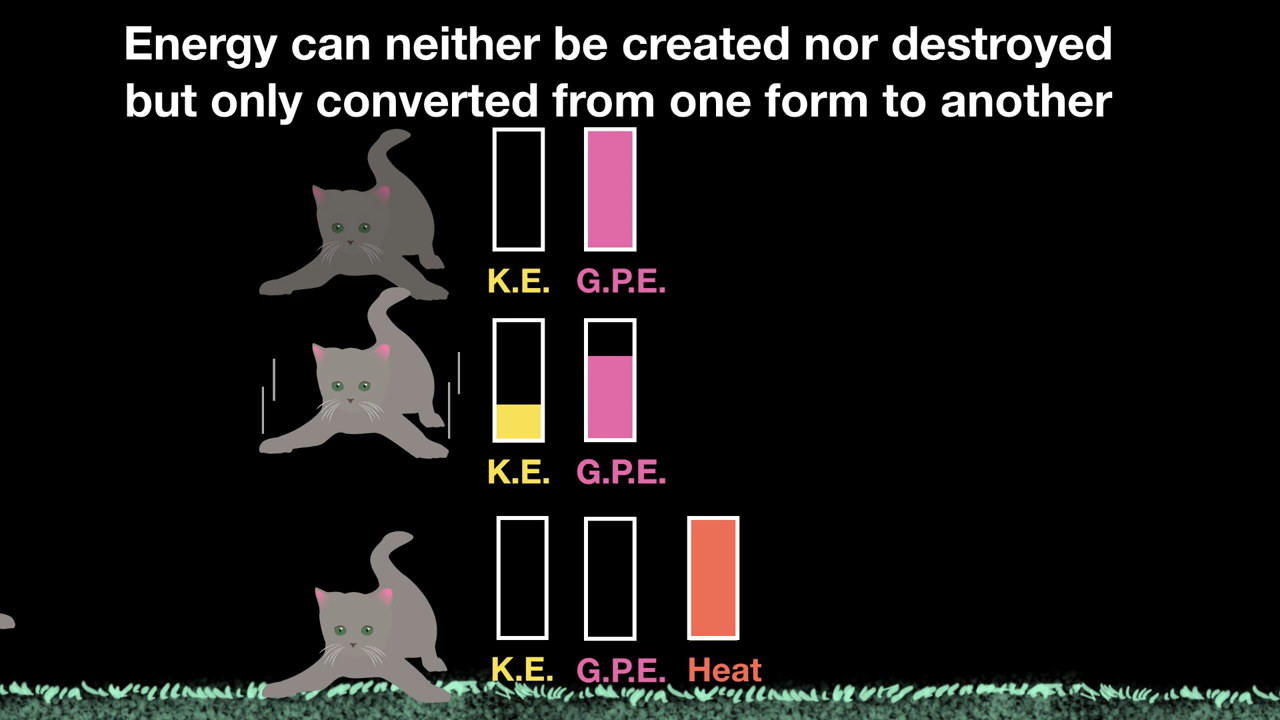 Energy can neither be created nor destroyed
but only converted from one form to another
K.E. G.P.E.
K.E. G.P.E.
K.E. G.P.E. Heat